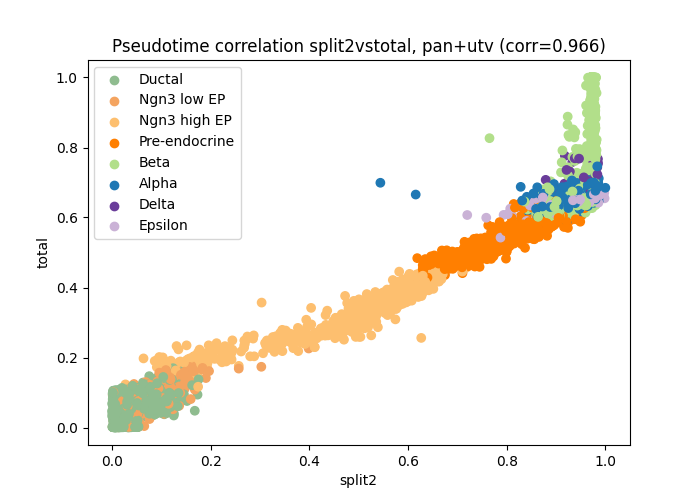 Pseudotime correlation split2vstotal, pan+utv (corr=0.966)
Ductal
Ngn3 low EP
Ngn3 high EP
Pre-endocrine
Beta
Alpha
Delta
Epsilon
1.0
0.8
0.6
0.4
0.2
0.0
total
0.0 0.2 0.4 0.6 0.8 1.0
split2